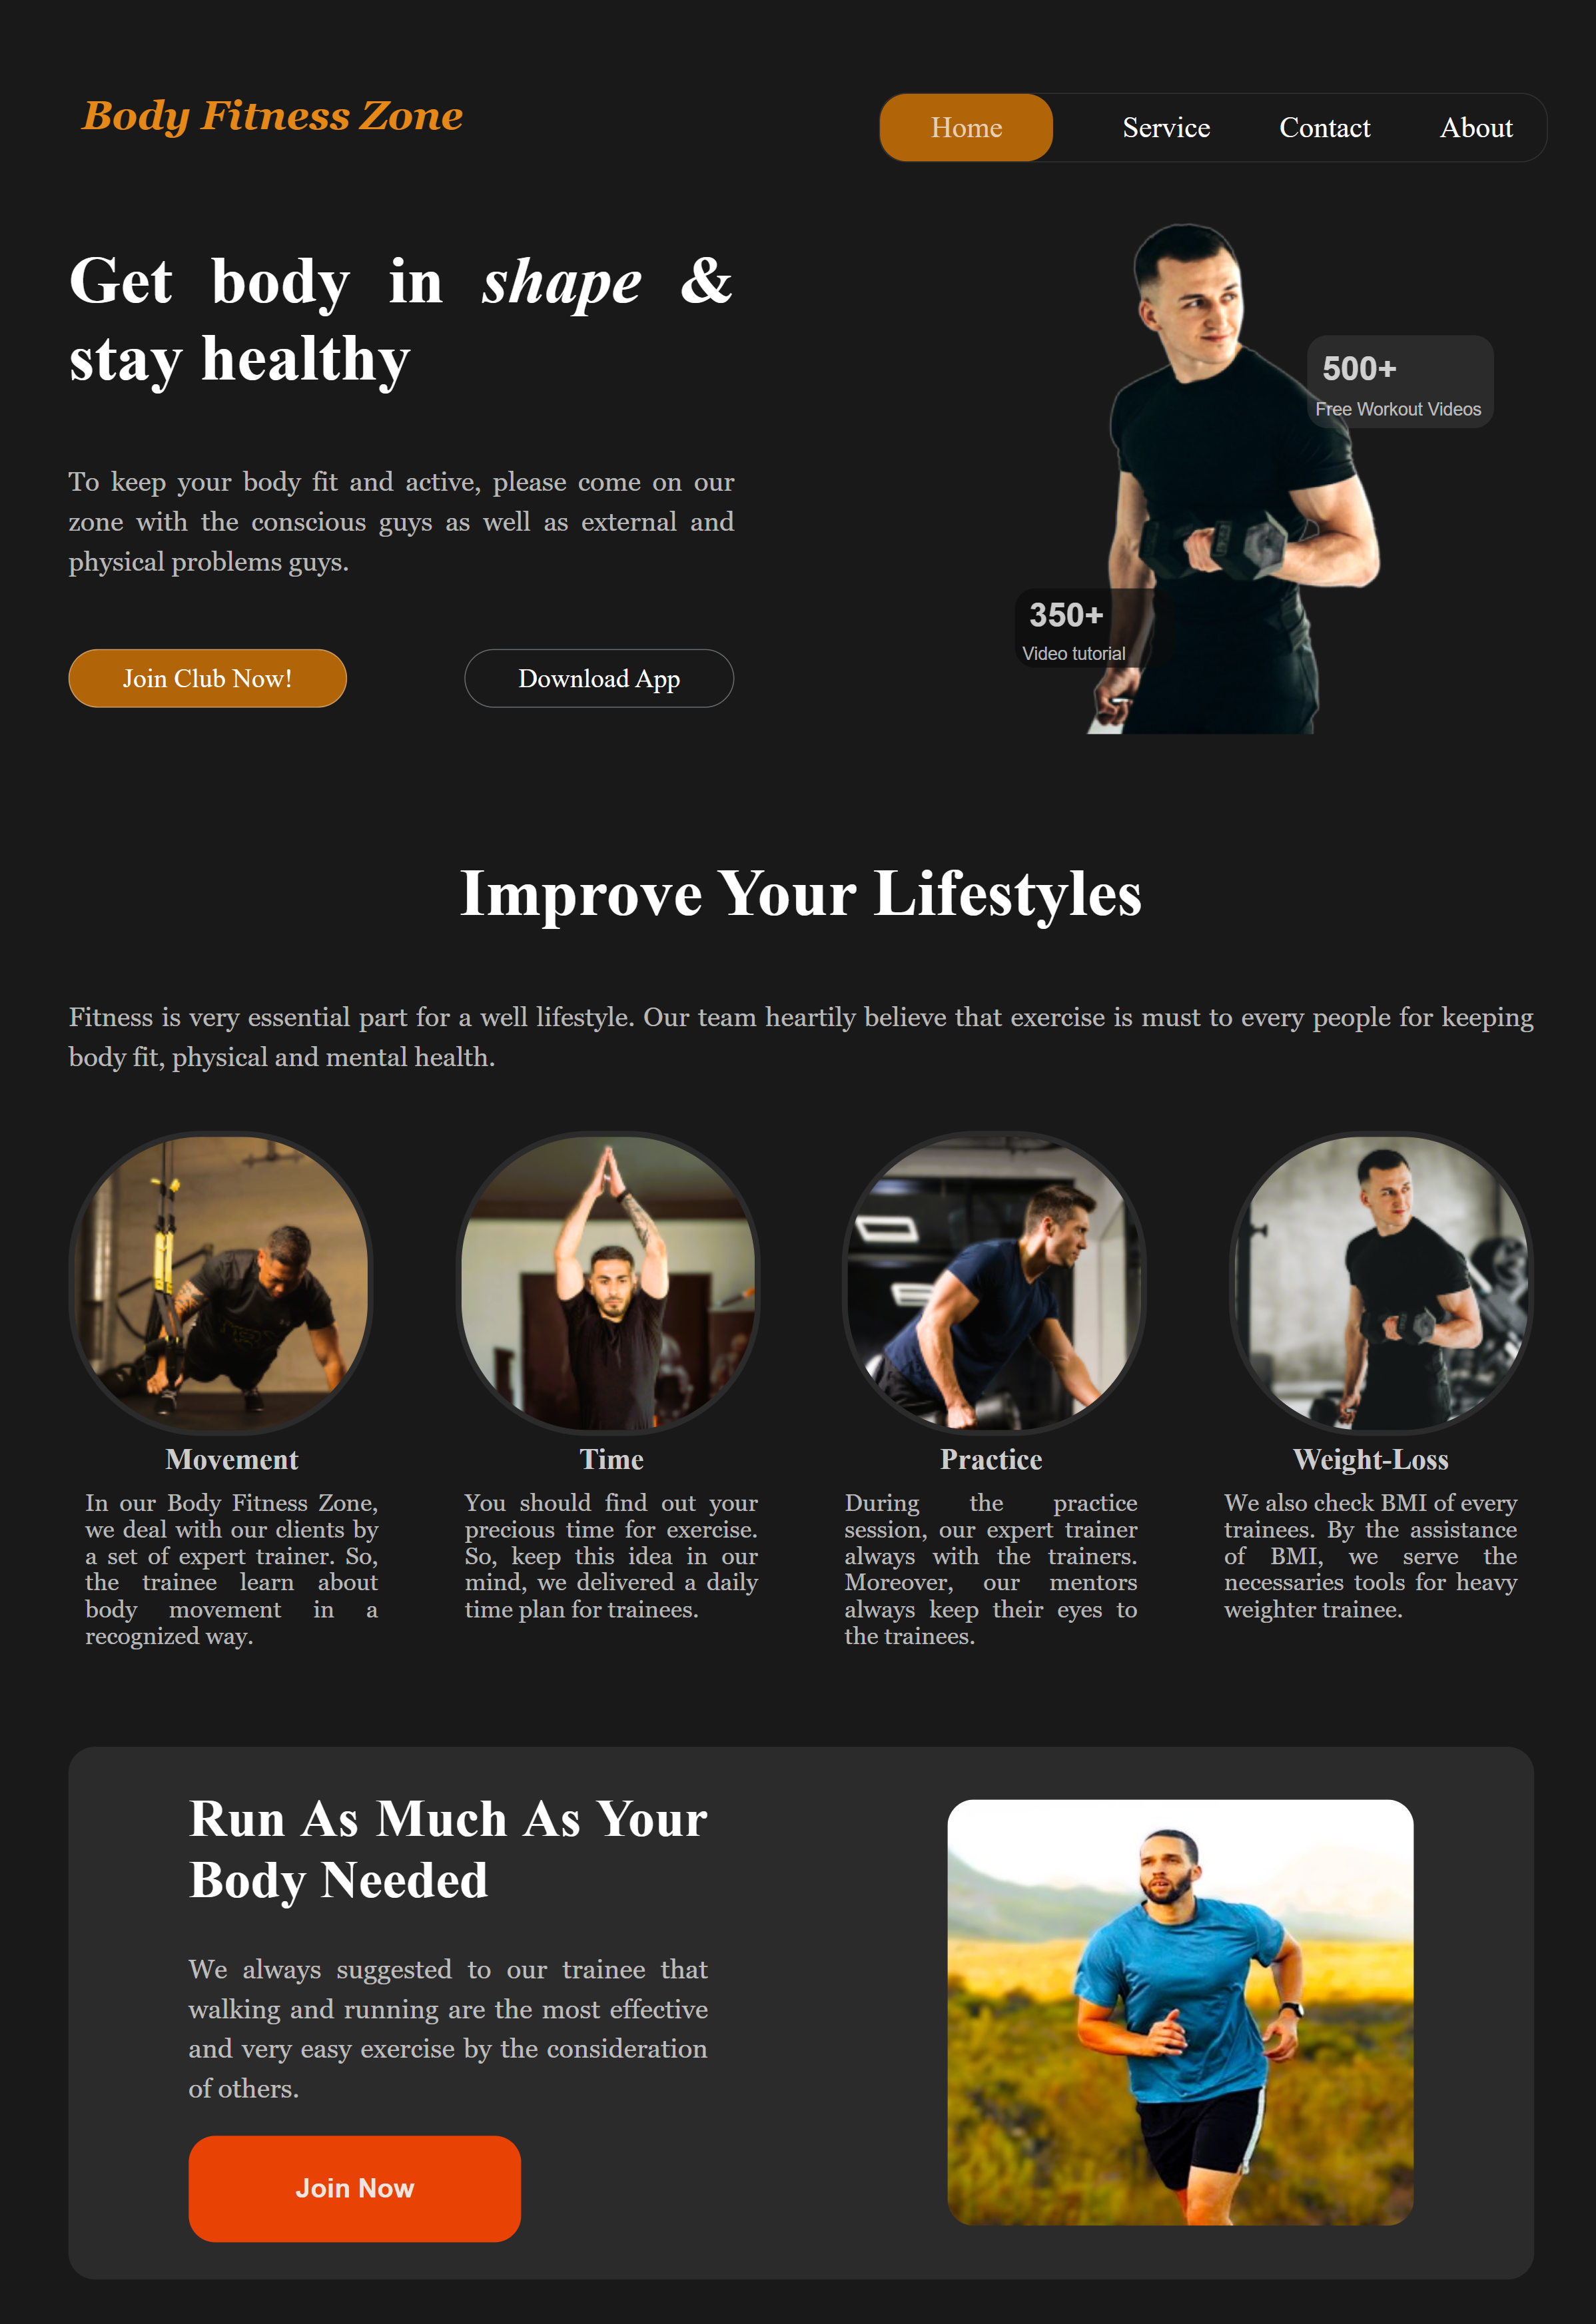 Body Fitness Zone
Home Service Contact About
Get body in shape &
stay healthy
500+
Free Workout Videos
To keep your body fit and active, please come on our
zone with the conscious guys as well as external and
physical problems guys.
350+
Video tutorial
Join Club Now! Download App
Improve Your Lifestyles
Fitness is very essential part for a well lifestyle. Our team heartily believe that exercise is must to every people for keeping
body fit, physical and mental health.
Movement
In our Body Fitness Zone,
we deal with our clients by
a set of expert trainer. So,
the trainee learn about
body movement in a
recognized way.
Time
You should find out your
precious time for exercise.
So, keep this idea in our
mind, we delivered a daily
time plan for trainees.
Practice
During the practice
session, our expert trainer
always with the trainers.
Moreover, our mentors
always keep their eyes to
the trainees.
Weight-Loss
We also check BMI of every
trainees. By the assistance
of BMI, we serve the
necessaries tools for heavy
weighter trainee.
Run As Much As Your
Body Needed
We always suggested to our trainee that
walking and running are the most effective
and very easy exercise by the consideration
of others.
Join Now